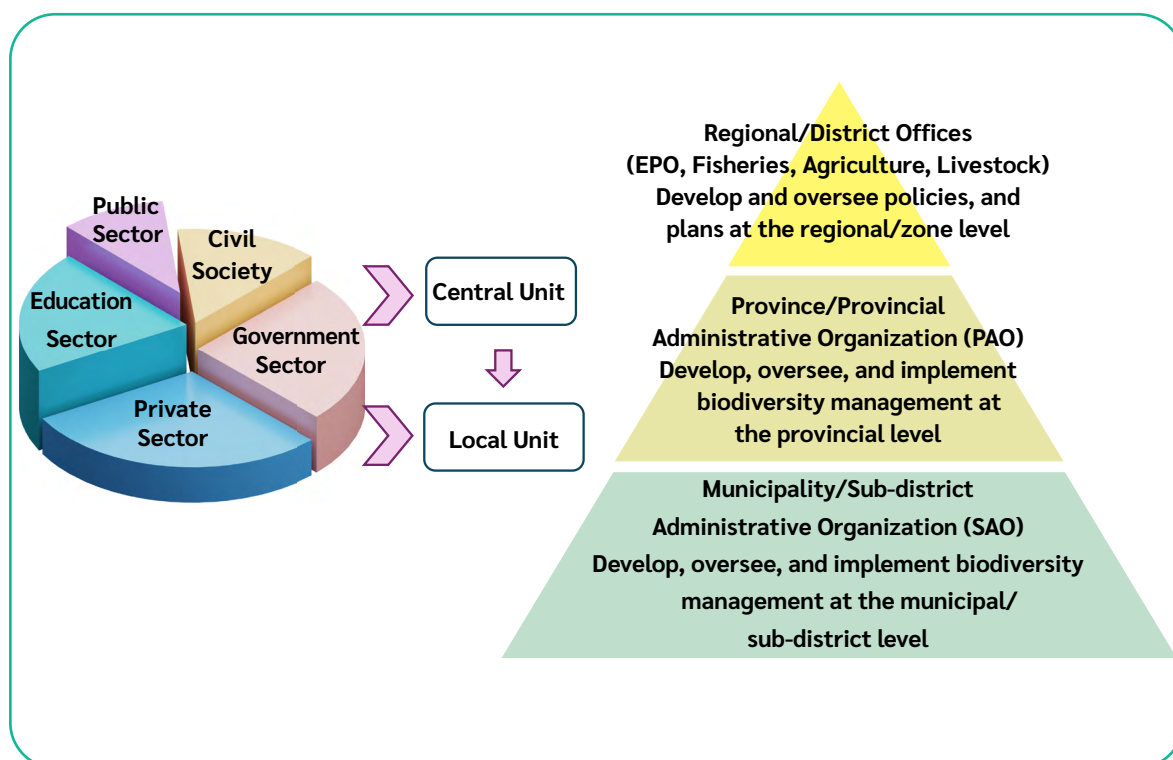 Public
Sector
Civil
Society
Education
Sector
Government
Sector
Private
Sector
Central Unit
Local Unit
Regional/District Offices
(EPO, Fisheries, Agriculture, Livestock)
Develop and oversee policies, and
plans at the regional/zone level
Province/Provincial
Administrative Organization (PAO)
Develop, oversee, and implement
biodiversity management at
the provincial level
Municipality/Sub-district
Administrative Organization (SAO)
Develop, oversee, and implement biodiversity
management at the municipal/
sub-district level